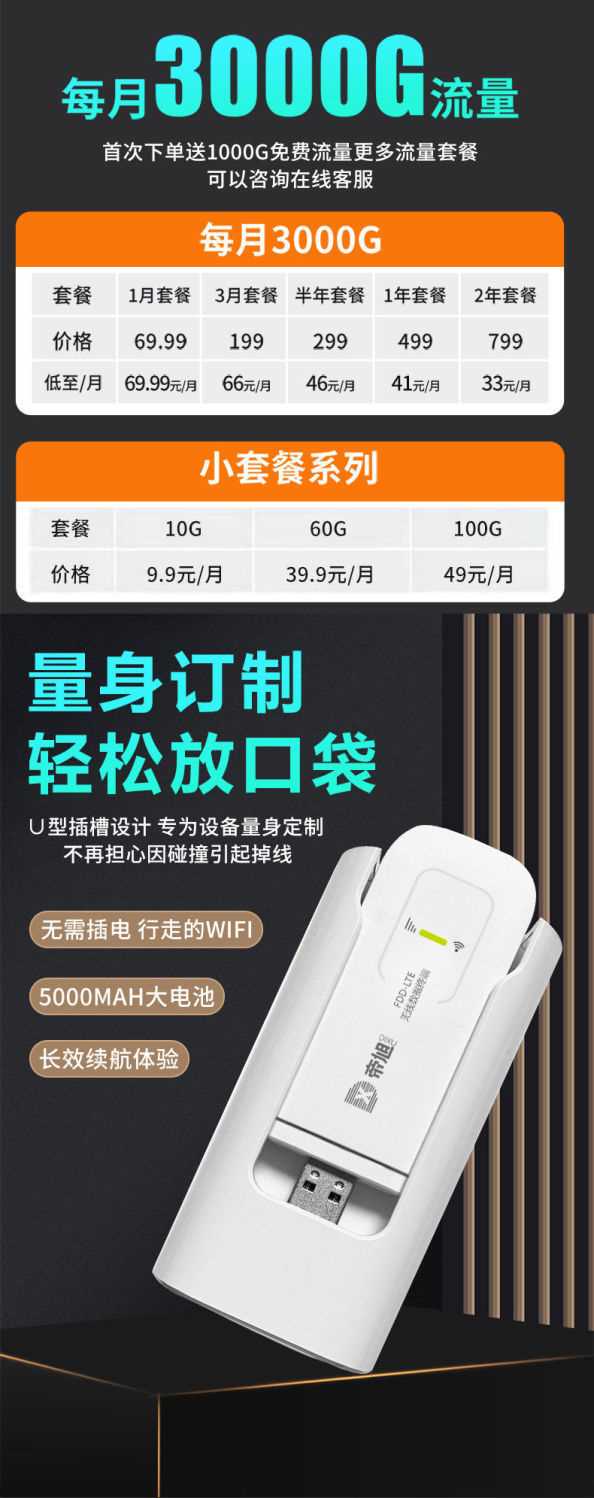 每月3000G流量
首次下单送1000G免费流量更多流量套餐
可以咨询在线客服
每月3000G
套餐 1月套餐 3月套餐 半年套餐 1年套餐 2年套餐
价格 69.99 199 299 499 799
低至/月 69.99元/月 66元/月 46元/月 41元/月 33元/月
小套餐系列
套餐 10G 60G 100G
价格 9.9元/月 39.9元/月 49元/月
量身订制
轻松放口袋
U型插槽设计 专为设备量身定制
不再担心因碰撞引起掉线
无需插电 行走的WIFI
5000MAH大电池
长效续航体验
FDD-LTE
无线数据终端
帝旭